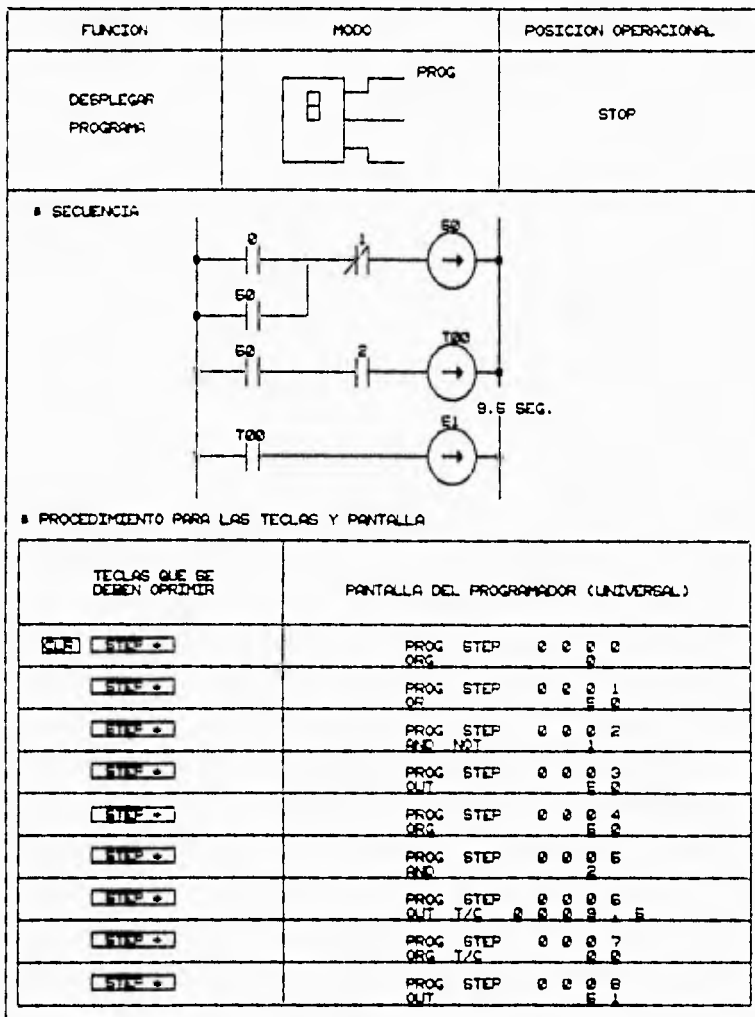 FUNCION MODO POSICION OPERACIONAL
DESPLEGAR
PROGRAMA
PROG
STOP
SECUENCIA
0 1 50
50
50 2 T00
9.5 SEG.
T00 51
PROCEDIMIENTO PARA LAS TECLAS Y PANTALLA
TECLAS QUE SE
DEBEN OPRIMIR
PANTALLA DEL PROGRAMADOR (UNIVERSAL)
CLR STEP +
PROG STEP 0 0 0 0
ORG 0
STEP +
PROG STEP 0 0 0 1
OR 5 0
STEP +
PROG STEP 0 0 0 2
AND NOT 1
STEP +
PROG STEP 0 0 0 3
OUT 5 0
STEP +
PROG STEP 0 0 0 4
ORG 5 0
STEP +
PROG STEP 0 0 0 5
AND 2
STEP +
PROG STEP 0 0 0 6
OUT T/C 0 0 0 9 . 5
STEP +
PROG STEP 0 0 0 7
ORG T/C 0 0
STEP +
PROG STEP 0 0 0 8
OUT 5 1